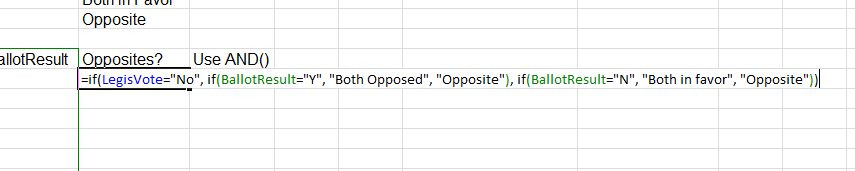 Both in Favor
Opposite
allotResult Opposites? Use AND()
=if(LegisVote="No", if(BallotResult="Y", "Both Opposed", "Opposite"), if(BallotResult="N", "Both in favor", "Opposite"))